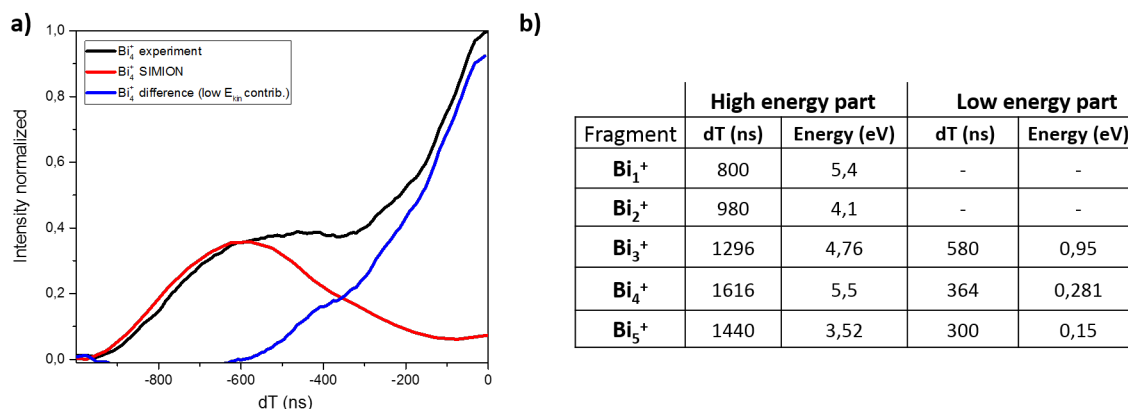 a)
b)
1,0
0,8
0,6
0,4
0,2
0,0
Intensity normalized
Bi₄⁺ experiment
Bi₄⁺ SIMION
Bi₄⁺ difference (low Eₖᵢₙ contrib.)
-800 -600 -400 -200 0
dT (ns)
High energy part Low energy part
Fragment dT (ns) Energy (eV) dT (ns) Energy (eV)
Bi₁⁺ 800 5,4 - -
Bi₂⁺ 980 4,1 - -
Bi₃⁺ 1296 4,76 580 0,95
Bi₄⁺ 1616 5,5 364 0,281
Bi₅⁺ 1440 3,52 300 0,15